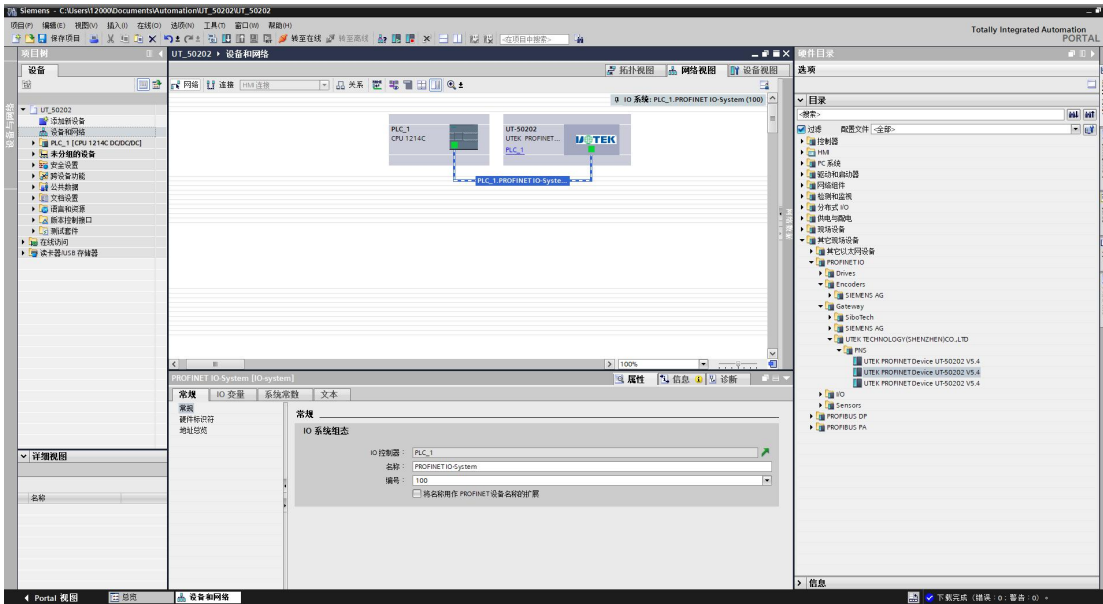 Siemens - C:\Users\12000\Documents\Automation\UT_50202\UT_50202
项目(P) 编辑(E) 视图(V) 插入(I) 在线(O) 选项(N) 工具(T) 窗口(W) 帮助(H)
保存项目 转至在线 转至离线 <在项目中搜索>
Totally Integrated Automation
PORTAL
项目树
设备
UT_50202
添加新设备
设备和网络
PLC_1 [CPU 1214C DC/DC/DC]
未分组的设备
安全设置
跨设备功能
公共数据
文档设置
语言和资源
版本控制接口
测试套件
在线访问
读卡器/USB 存储器
详细视图
名称
UT_50202 ▸ 设备和网络
拓扑视图 网络视图 设备视图
网络 连接 HMI连接 关系
IO 系统: PLC_1.PROFINET IO-System (100)
PLC_1
CPU 1214C
UT-50202
UTEK PROFINET...
PLC_1
UTEK
PLC_1.PROFINET IO-Syste...
100%
PROFINET IO-System [IO-system]
属性 信息 诊断
常规 IO 变量 系统常数 文本
常规
硬件标识符
地址总览
常规
IO 系统组态
IO 控制器: PLC_1
名称: PROFINET IO-System
编号: 100
将名称用作 PROFINET 设备名称的扩展
硬件目录
选项
目录
<搜索>
过滤 配置文件 <全部>
控制器
HMI
PC 系统
驱动和启动器
网络组件
检测和监视
分布式 I/O
供电与配电
现场设备
其它现场设备
其它以太网设备
PROFINET IO
Drives
Encoders
SIEMENS AG
Gateway
SiboTech
SIEMENS AG
UTEK TECHNOLOGY(SHENZHEN)CO.,LTD
PNS
UTEK PROFINET Device UT-50202 V5.4
UTEK PROFINET Device UT-50202 V5.4
UTEK PROFINET Device UT-50202 V5.4
I/O
Sensors
PROFIBUS DP
PROFIBUS PA
信息
Portal 视图 总览 设备和网络
下载完成（错误：0；警告：0）。